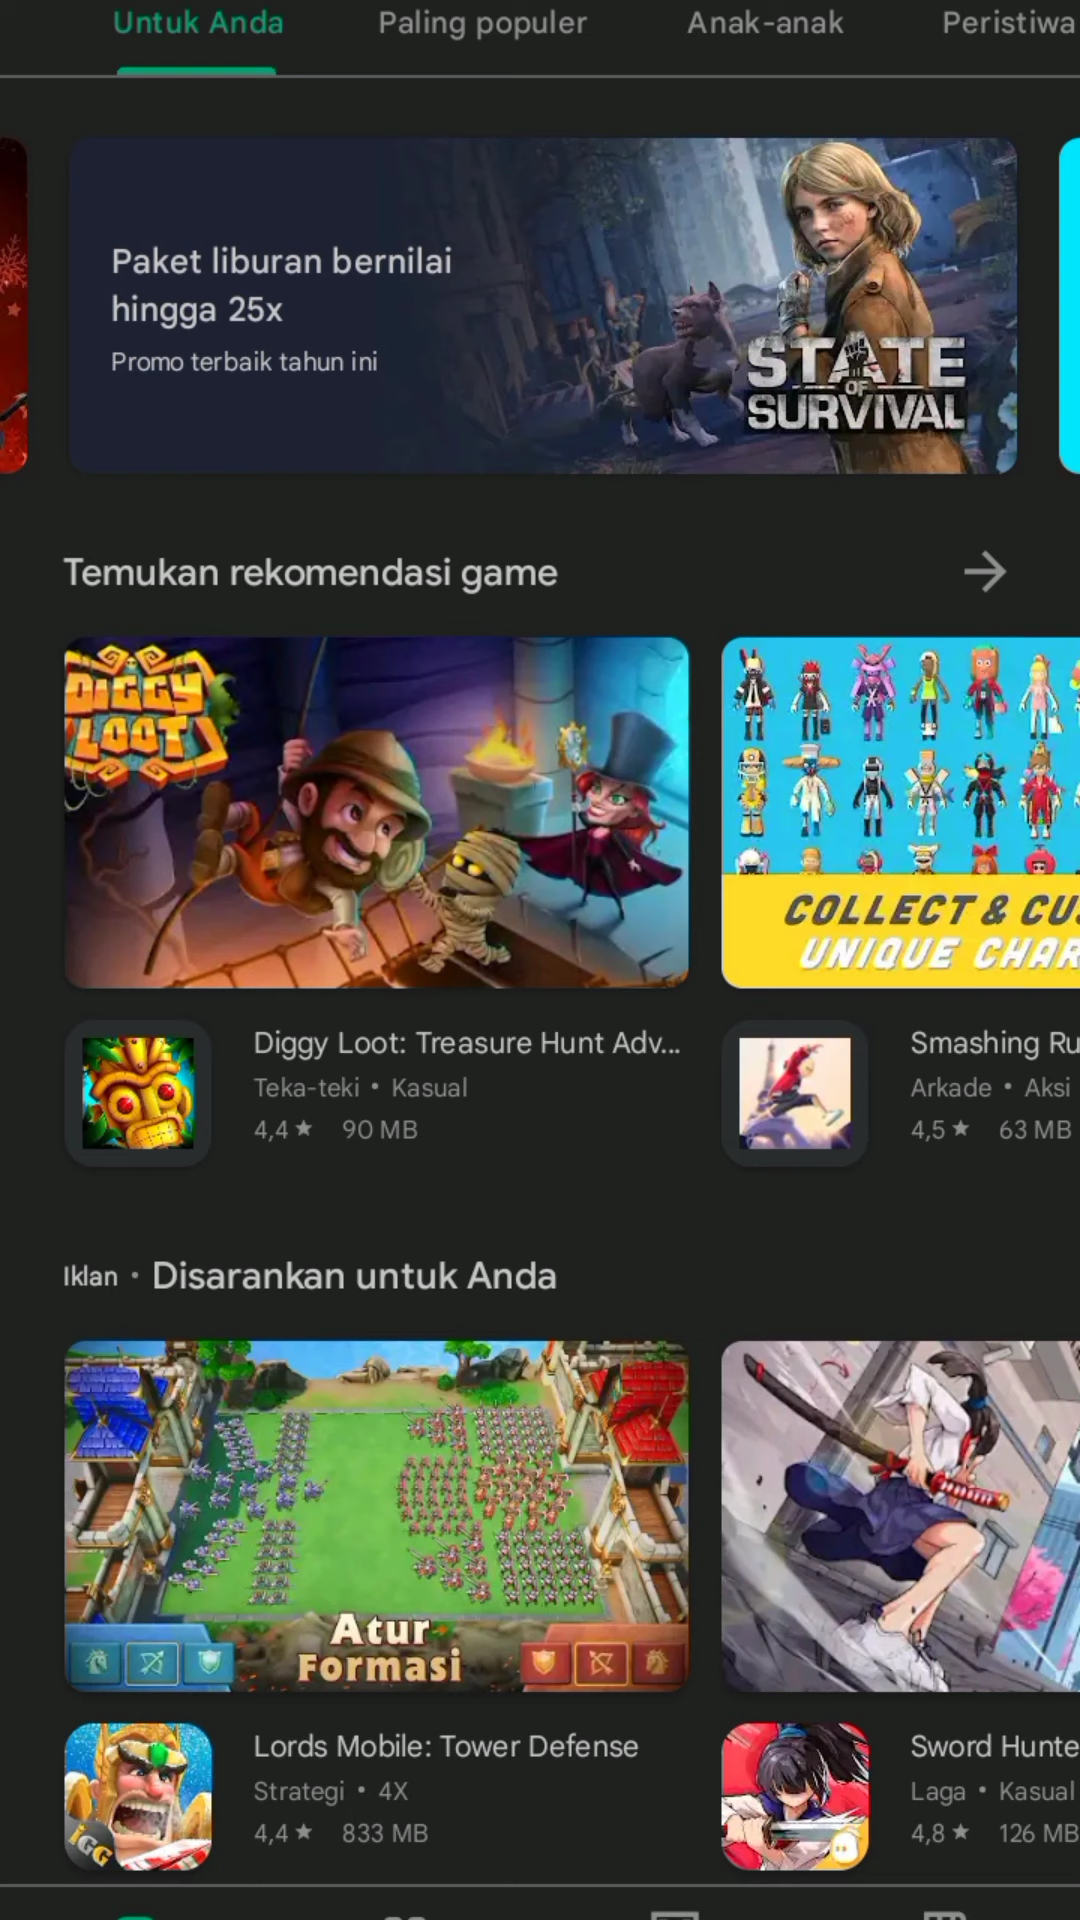 Untuk Anda
Paling populer
Anak-anak
Peristiwa
Paket liburan bernilai
hingga 25x
Promo terbaik tahun ini
STATE
OF
SURVIVAL
Temukan rekomendasi game
DIGGY
LOOT
COLLECT & CUS
UNIQUE CHAR
Diggy Loot: Treasure Hunt Adv...
Teka-teki • Kasual
4,4 ★ 90 MB
Smashing Ru
Arkade • Aksi
4,5 ★ 63 MB
Iklan • Disarankan untuk Anda
Atur
Formasi
IGG
Lords Mobile: Tower Defense
Strategi • 4X
4,4 ★ 833 MB
Sword Hunte
Laga • Kasual
4,8 ★ 126 MB